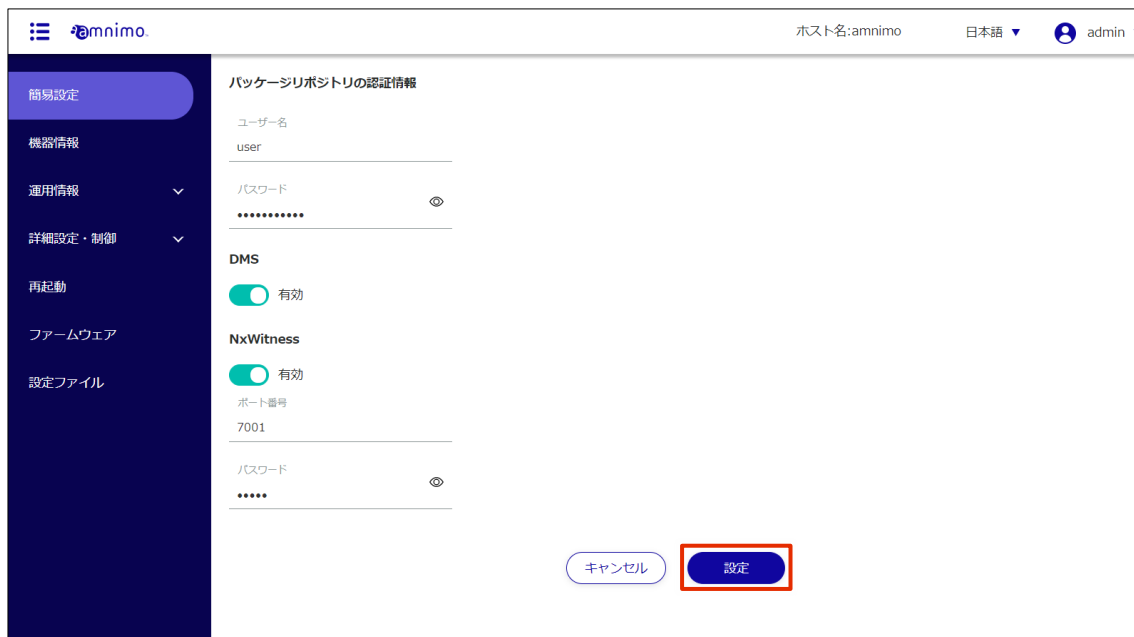 amnimo
ホスト名:amnimo
日本語 ▼
admin
簡易設定
機器情報
運用情報
詳細設定・制御
再起動
ファームウェア
設定ファイル
パッケージリポジトリの認証情報
ユーザー名
user
パスワード
•••••••••••
DMS
有効
NxWitness
有効
ポート番号
7001
パスワード
•••••
キャンセル
設定